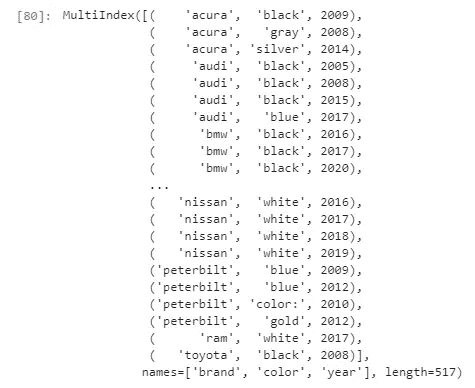 [80]: MultiIndex([(    'acura',  'black', 2009),
            (    'acura',   'gray', 2008),
            (    'acura', 'silver', 2014),
            (     'audi',  'black', 2005),
            (     'audi',  'black', 2008),
            (     'audi',  'black', 2015),
            (     'audi',   'blue', 2017),
            (      'bmw',  'black', 2016),
            (      'bmw',  'black', 2017),
            (      'bmw',  'black', 2020),
            ...
            (   'nissan',  'white', 2016),
            (   'nissan',  'white', 2017),
            (   'nissan',  'white', 2018),
            (   'nissan',  'white', 2019),
            ('peterbilt',   'blue', 2009),
            ('peterbilt',   'blue', 2012),
            ('peterbilt', 'color:', 2010),
            ('peterbilt',   'gold', 2012),
            (      'ram',  'white', 2017),
            (   'toyota',  'black', 2008)],
           names=['brand', 'color', 'year'], length=517)